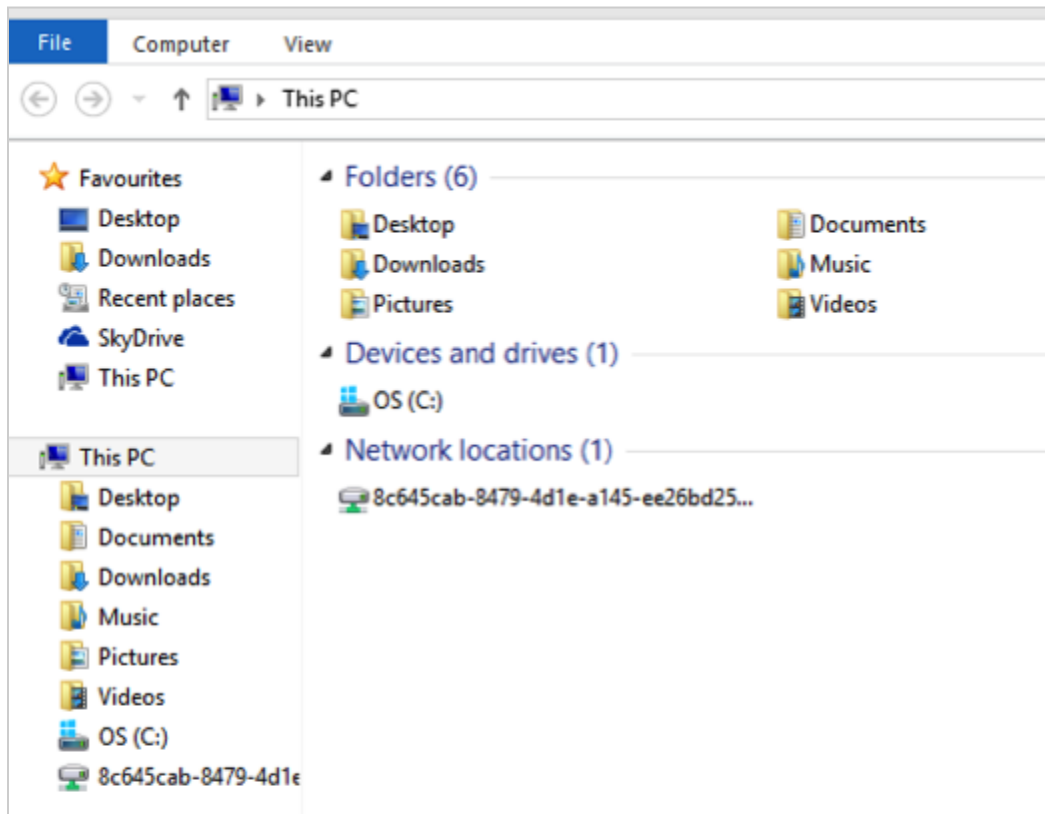 File Computer View
This PC
Favourites
Desktop
Downloads
Recent places
SkyDrive
This PC
This PC
Desktop
Documents
Downloads
Music
Pictures
Videos
OS (C:)
8c645cab-8479-4d1e
Folders (6)
Desktop Documents
Downloads Music
Pictures Videos
Devices and drives (1)
OS (C:)
Network locations (1)
8c645cab-8479-4d1e-a145-ee26bd25...